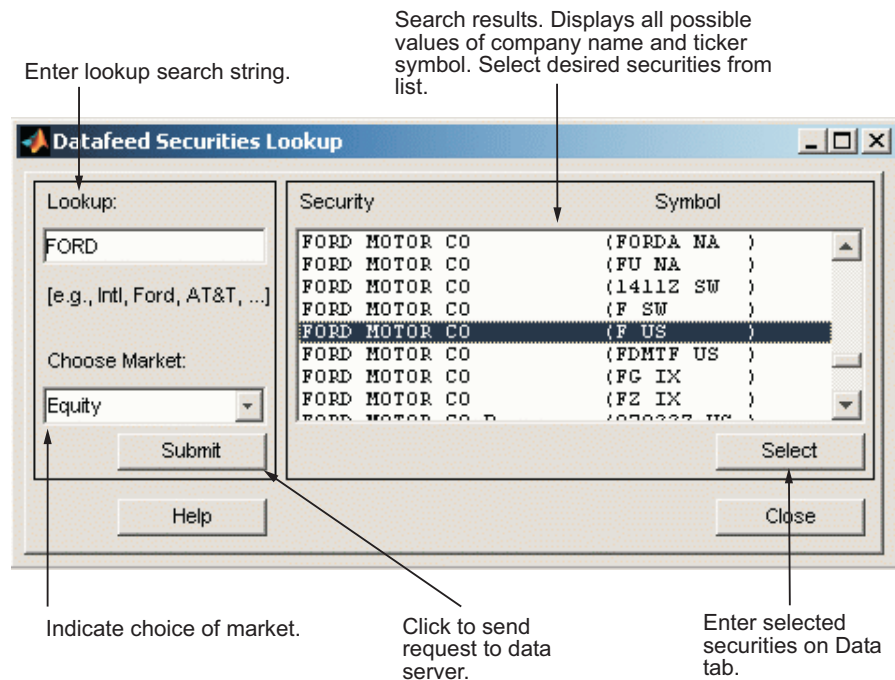 Search results. Displays all possible
values of company name and ticker
symbol. Select desired securities from
list.
Enter lookup search string.
Datafeed Securities Lookup
Lookup:
FORD
[e.g., Intl, Ford, AT&T, ...]
Choose Market:
Equity
Submit
Help
Security Symbol
FORD MOTOR CO (FORDA NA )
FORD MOTOR CO (FU NA )
FORD MOTOR CO (1411Z SW )
FORD MOTOR CO (F SW )
FORD MOTOR CO (F US )
FORD MOTOR CO (FDMTF US )
FORD MOTOR CO (FG IX )
FORD MOTOR CO (FZ IX )
FORD MOTOR CO
Select
Close
Indicate choice of market.
Click to send
request to data
server.
Enter selected
securities on Data
tab.